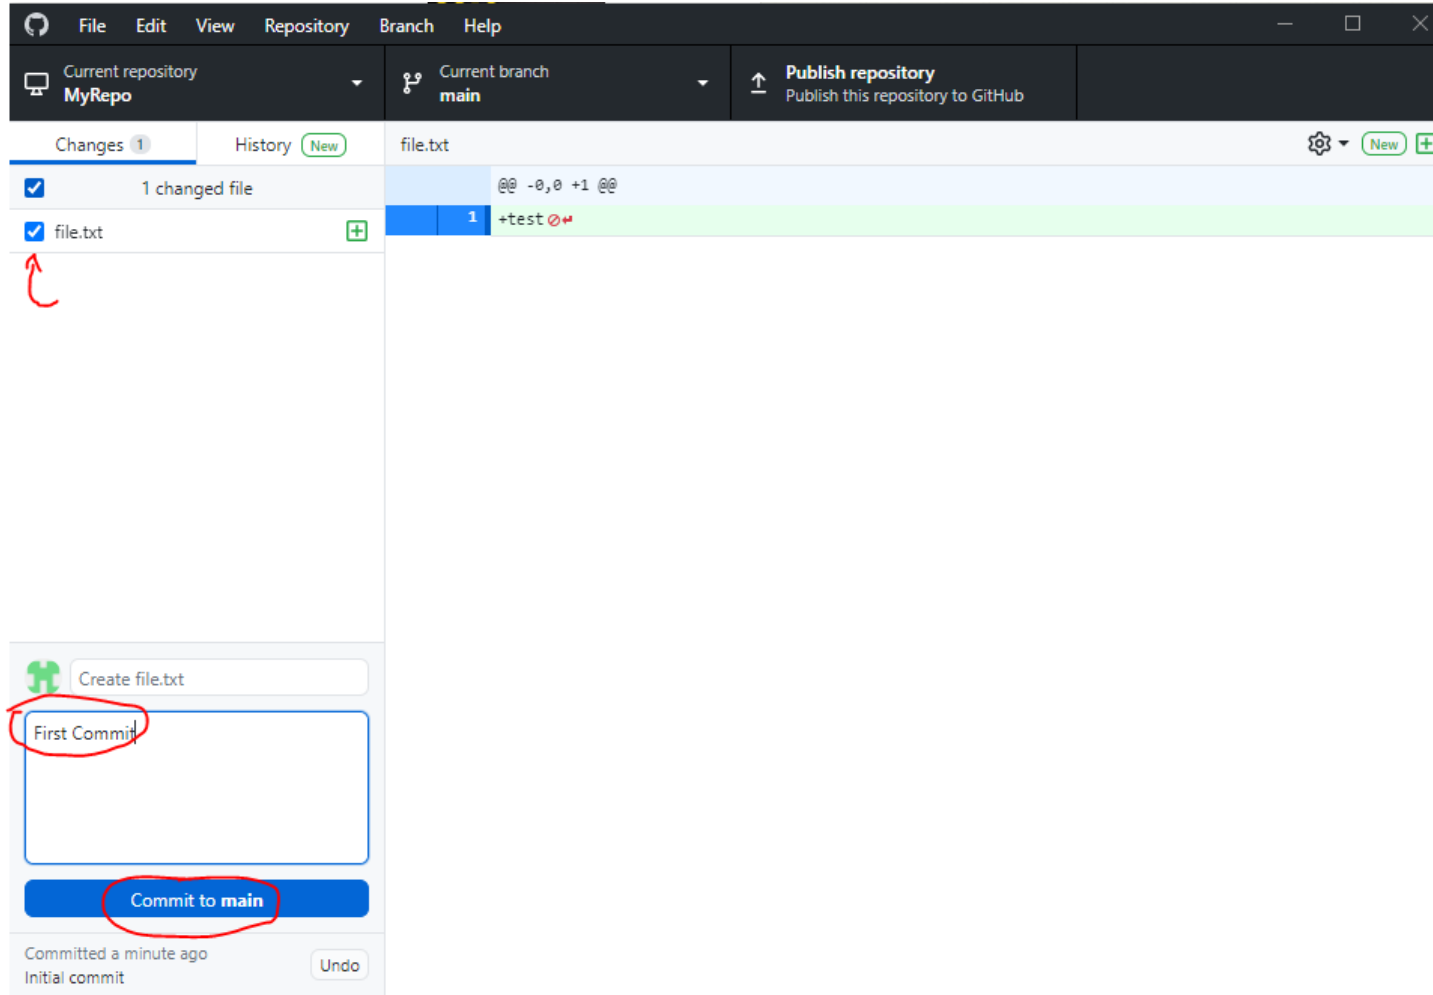 File Edit View Repository Branch Help
Current repository
MyRepo
Current branch
main
Publish repository
Publish this repository to GitHub
Changes 1
History New
file.txt
New
1 changed file
@@ -0,0 +1 @@
file.txt
1 +test
Create file.txt
First Commit
Commit to main
Committed a minute ago
Initial commit
Undo